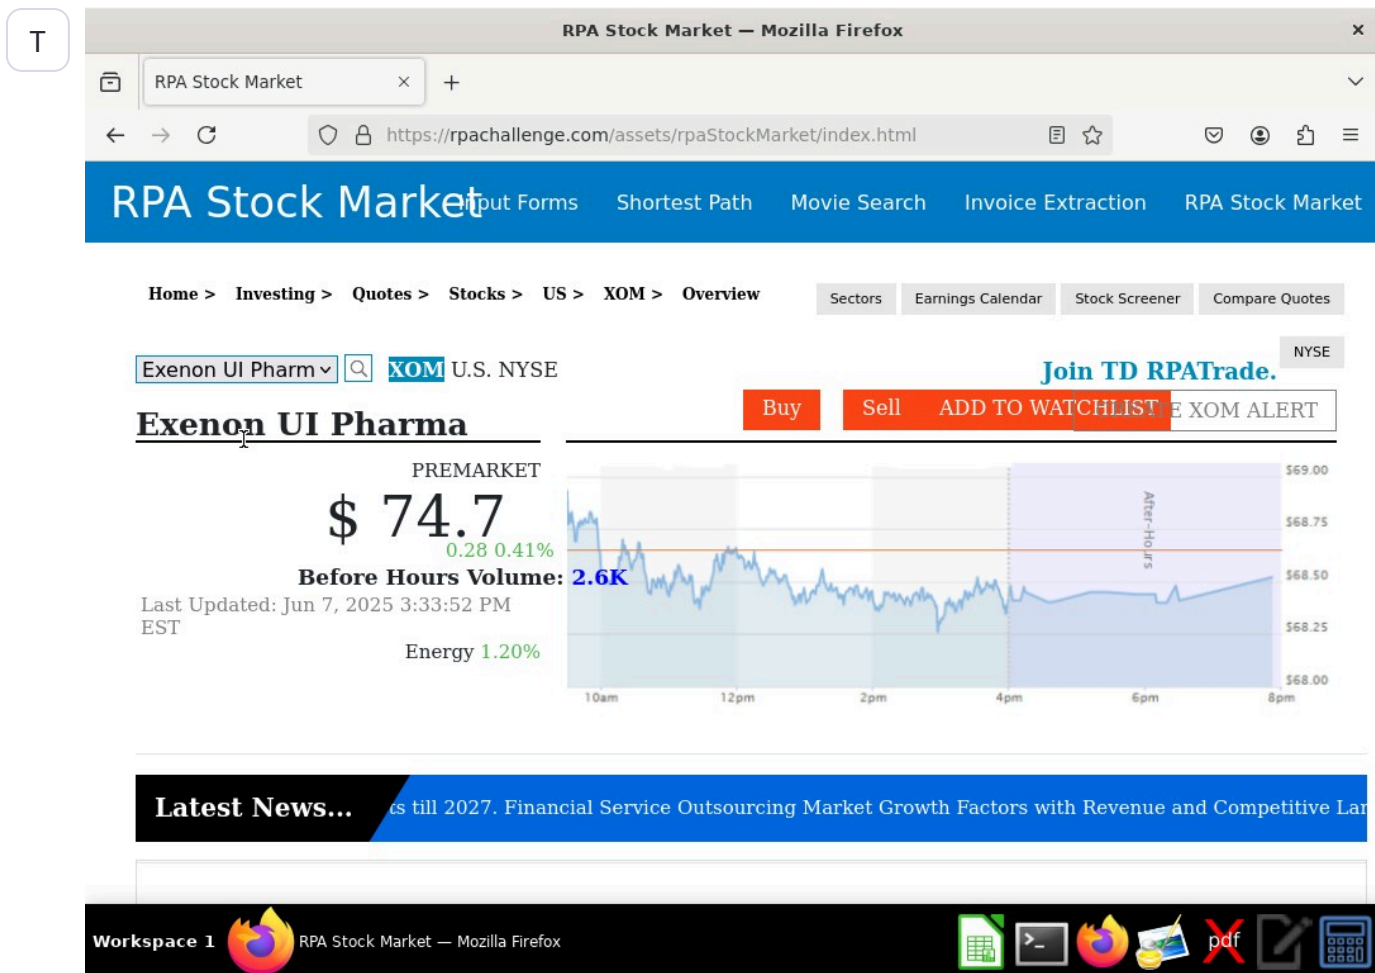 T
RPA Stock Market — Mozilla Firefox
RPA Stock Market
https://rpachallenge.com/assets/rpaStockMarket/index.html
RPA Stock Market Input Forms Shortest Path Movie Search Invoice Extraction RPA Stock Market
Home > Investing > Quotes > Stocks > US > XOM > Overview
Sectors Earnings Calendar Stock Screener Compare Quotes
NYSE
Exenon UI Pharm XOM U.S. NYSE
Join TD RPATrade.
Buy Sell ADD TO WATCHLIST CREATE XOM ALERT
Exenon UI Pharma
PREMARKET
$ 74.7
0.28 0.41%
Before Hours Volume: 2.6K
Last Updated: Jun 7, 2025 3:33:52 PM
EST
Energy 1.20%
$69.00
$68.75
$68.50
$68.25
$68.00
After-Hours
10am 12pm 2pm 4pm 6pm 8pm
Latest News... ts till 2027. Financial Service Outsourcing Market Growth Factors with Revenue and Competitive Lan
Workspace 1 RPA Stock Market — Mozilla Firefox
pdf